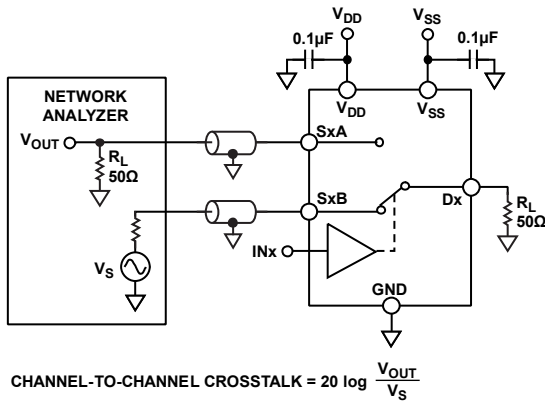 VDD
VSS
0.1µF
0.1µF
NETWORK
ANALYZER
VDD
VSS
VOUT
SxA
RL
50Ω
SxB
Dx
RL
50Ω
INx
VS
GND
CHANNEL-TO-CHANNEL CROSSTALK = 20 log VOUT
VS